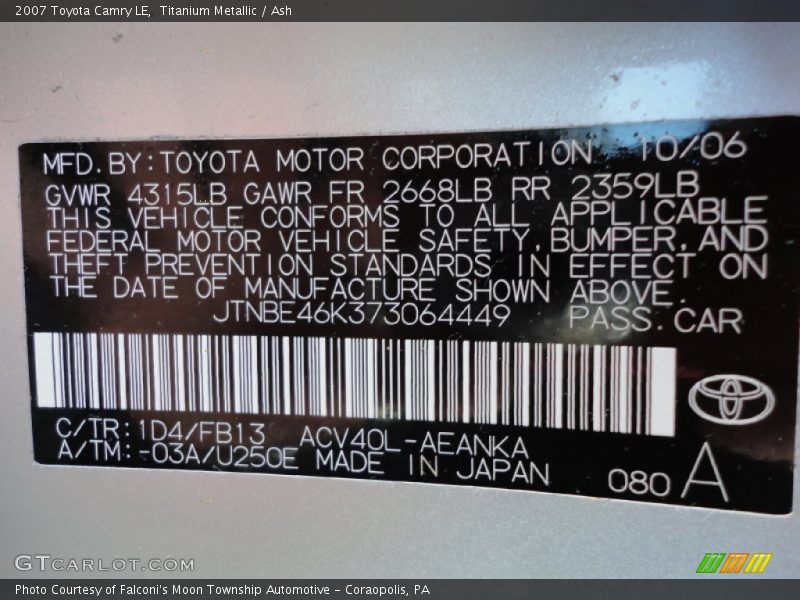 2007 Toyota Camry LE,  Titanium Metallic / Ash
MFD. BY: TOYOTA MOTOR CORPORATION 10/06
GVWR 4315LB GAWR FR 2668LB RR 2359LB
THIS VEHICLE CONFORMS TO ALL APPLICABLE
FEDERAL MOTOR VEHICLE SAFETY, BUMPER, AND
THEFT PREVENTION STANDARDS IN EFFECT ON
THE DATE OF MANUFACTURE SHOWN ABOVE.
JTNBE46K373064449 PASS. CAR
C/TR: 1D4/FB13 ACV40L-AEANKA
A/TM: -03A/U250E MADE IN JAPAN 080 A
GTCARLOT.COM
Photo Courtesy of Falconi's Moon Township Automotive - Coraopolis, PA